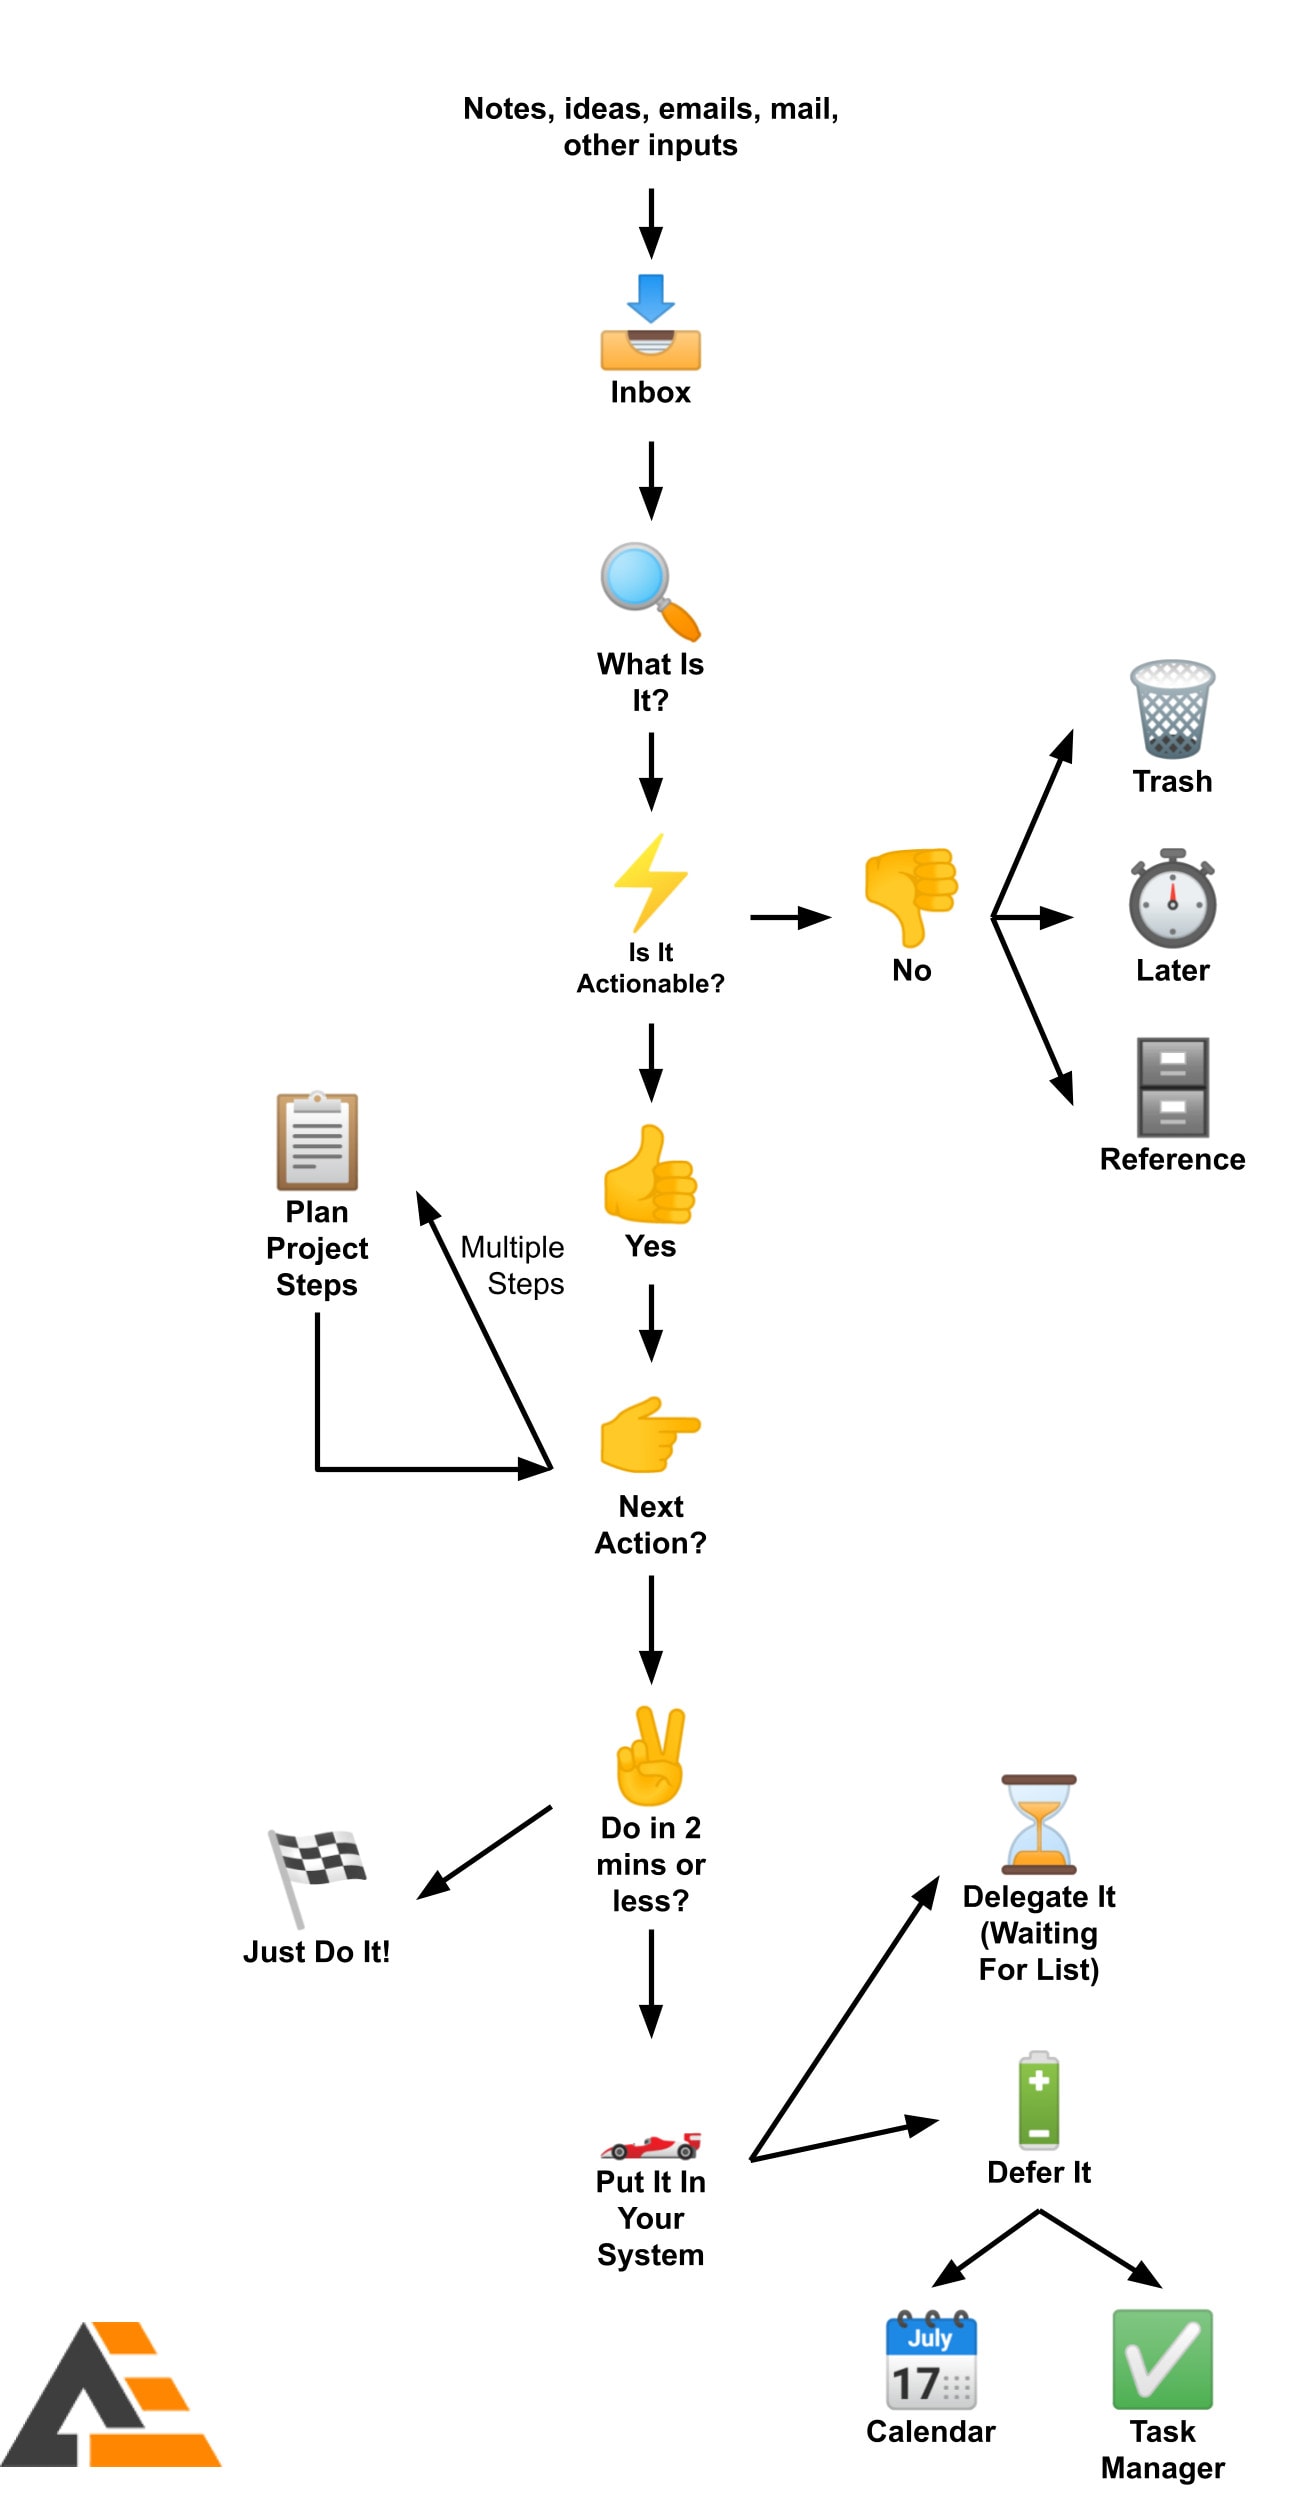 Notes, ideas, emails, mail,
other inputs
Inbox
What Is
It?
Is It
Actionable?
No
Trash
Later
Reference
Yes
Plan
Project
Steps
Multiple
Steps
Next
Action?
Do in 2
mins or
less?
Just Do It!
Delegate It
(Waiting
For List)
Put It In
Your
System
Defer It
July
17
Calendar
Task
Manager
AE